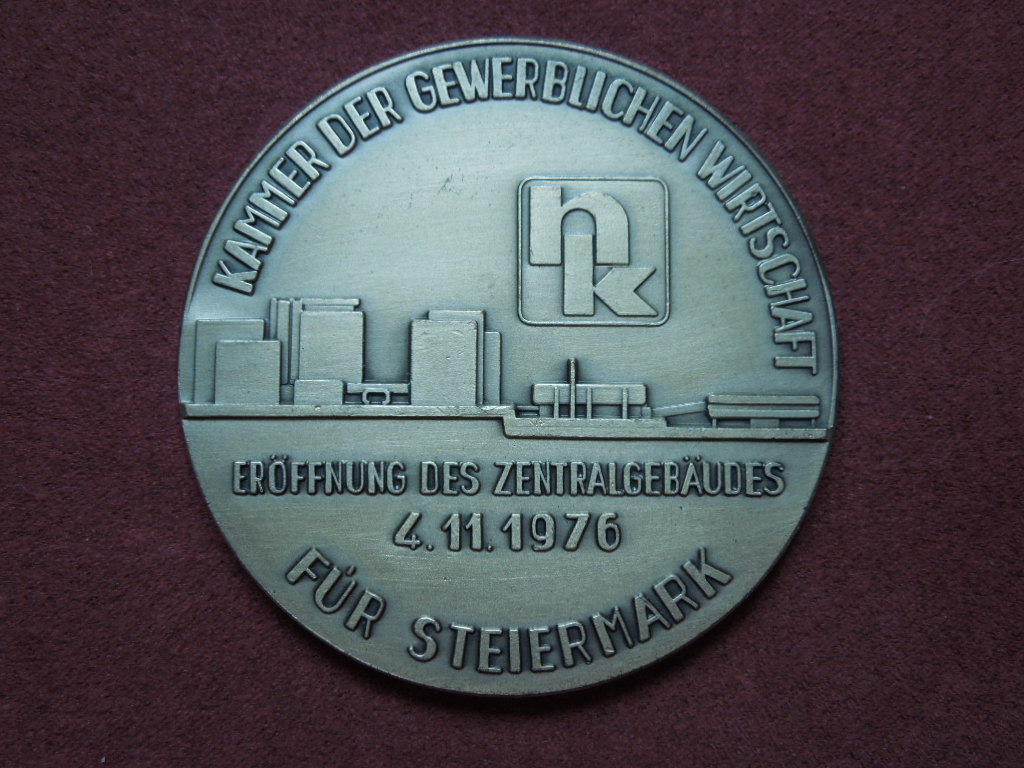 KAMMER DER GEWERBLICHEN WIRTSCHAFT
hk
ERÖFFNUNG DES ZENTRALGEBÄUDES
4.11.1976
FÜR STEIERMARK